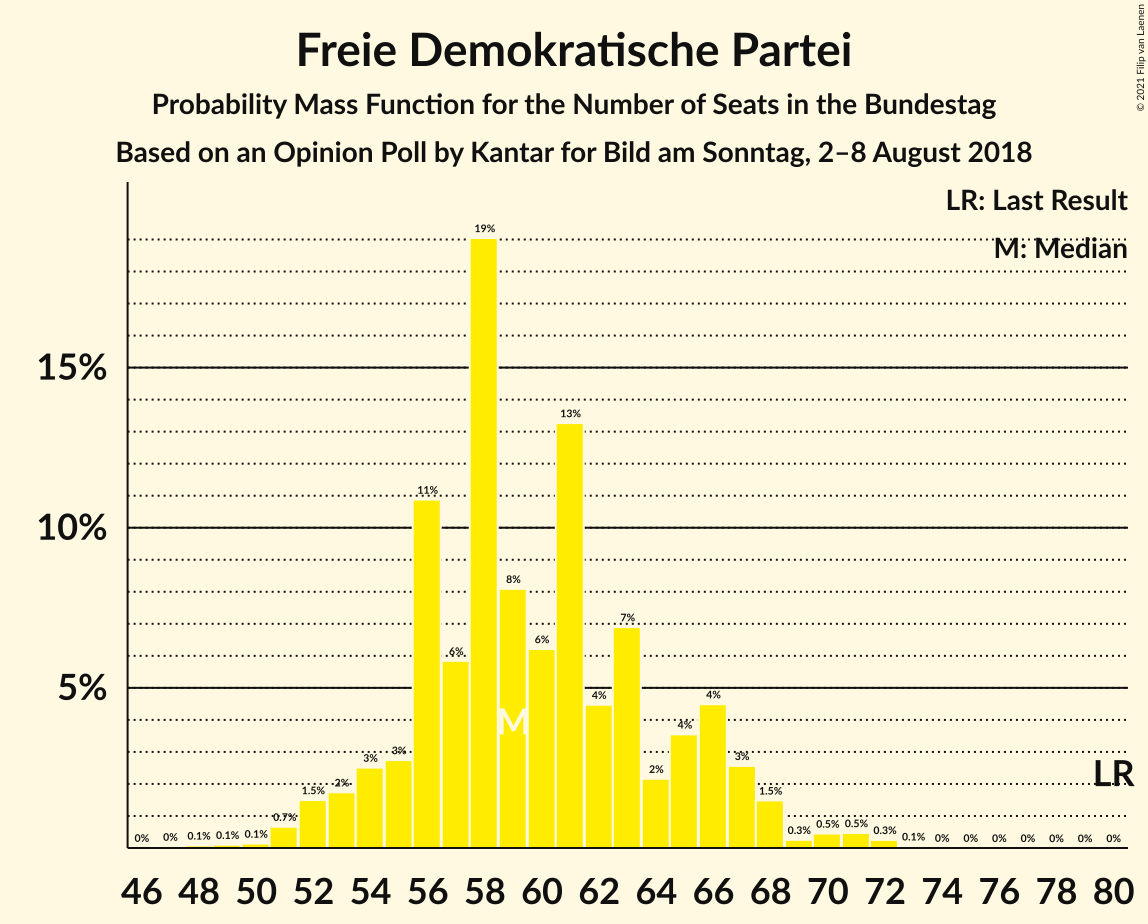 Freie Demokratische Partei
Probability Mass Function for the Number of Seats in the Bundestag
Based on an Opinion Poll by Kantar for Bild am Sonntag, 2–8 August 2018
© 2021 Filip van Laenen
LR: Last Result
M: Median
15%
10%
5%
0% 0% 0.1% 0.1% 0.1% 0.7% 1.5% 2% 3% 3% 11% 6% 19% 8% 6% 13% 4% 7% 2% 4% 4% 3% 1.5% 0.3% 0.5% 0.5% 0.3% 0.1% 0% 0% 0% 0% 0% 0% 0%
M
LR
46 48 50 52 54 56 58 60 62 64 66 68 70 72 74 76 78 80